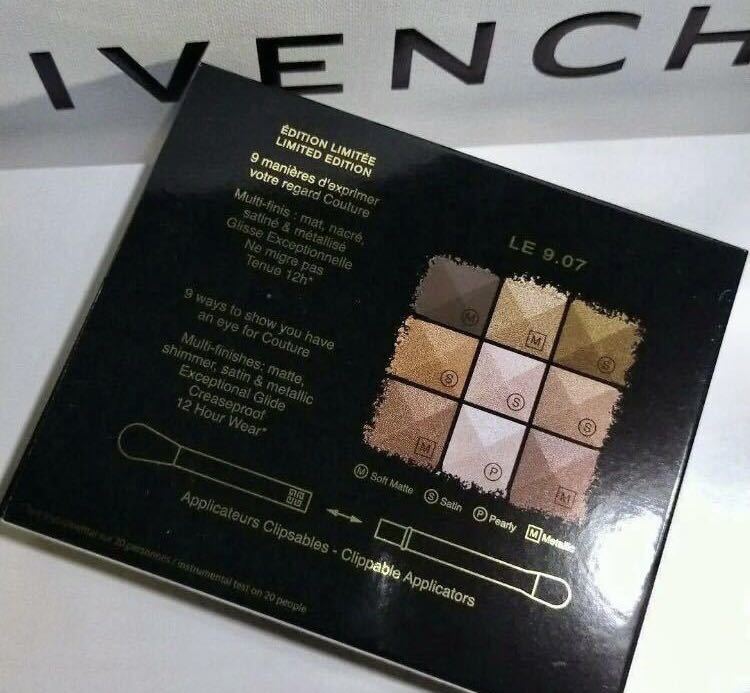 IVENCH
ÉDITION LIMITÉE
LIMITED EDITION
9 manières d'exprimer
votre regard Couture
Multi-finis : mat, nacré,
satiné & métallisé
Glisse Exceptionnelle
Ne migre pas
Tenue 12h*
9 ways to show you have
an eye for Couture
Multi-finishes: matte,
shimmer, satin & metallic
Exceptional Glide
Creaseproof
12 Hour Wear*
LE 9.07
M M S
S S S
M P M
M Soft Matte S Satin P Pearly M Metallic
Applicateurs Clipsables - Clippable Applicators
sur 20 personnes / instrumental test on 20 people